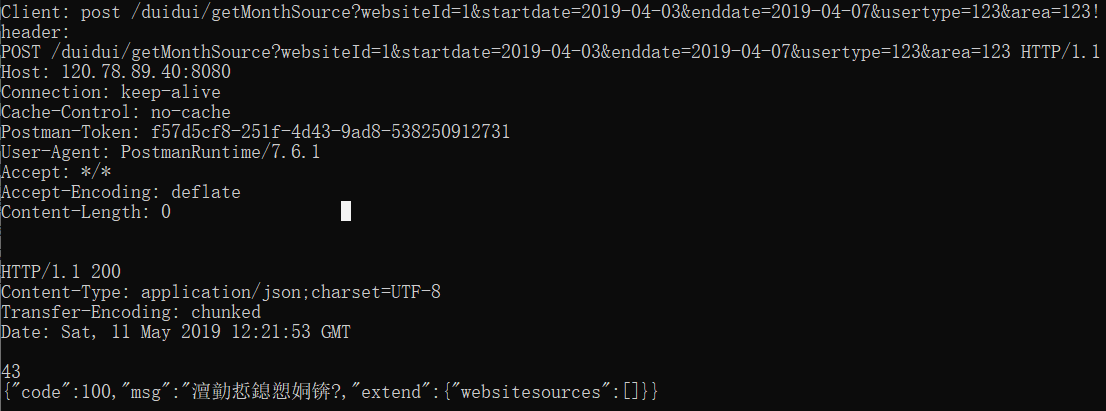 Client: post /duidui/getMonthSource?websiteId=1&startdate=2019-04-03&enddate=2019-04-07&usertype=123&area=123!
header:
POST /duidui/getMonthSource?websiteId=1&startdate=2019-04-03&enddate=2019-04-07&usertype=123&area=123 HTTP/1.1
Host: 120.78.89.40:8080
Connection: keep-alive
Cache-Control: no-cache
Postman-Token: f57d5cf8-251f-4d43-9ad8-538250912731
User-Agent: PostmanRuntime/7.6.1
Accept: */*
Accept-Encoding: deflate
Content-Length: 0
HTTP/1.1 200
Content-Type: application/json;charset=UTF-8
Transfer-Encoding: chunked
Date: Sat, 11 May 2019 12:21:53 GMT
43
{"code":100,"msg":"澶勭悊鎴愬姛锛?,"extend":{"websitesources":[]}}